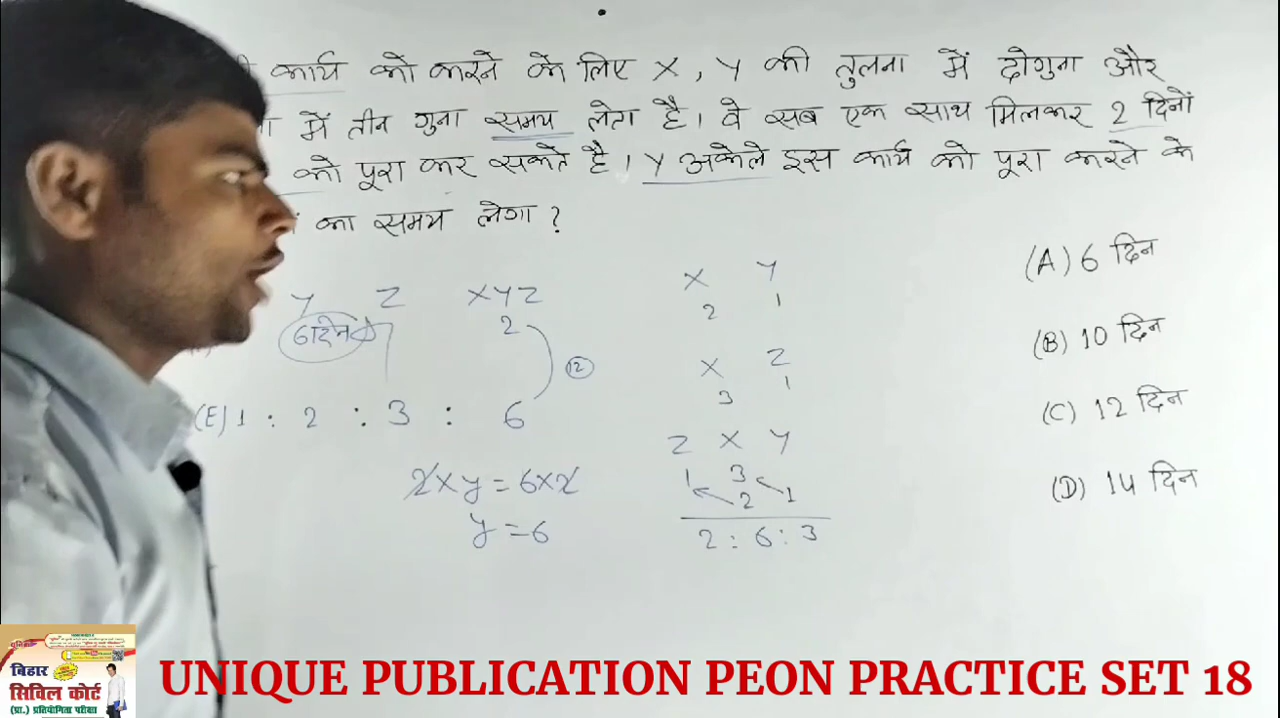 कार्य को करने के लिए X, Y की तुलना में दोगुना और
में तीन गुना समय लेता है। वे सब एक साथ मिलकर 2 दिनों
को पूरा कर सकते है। Y अकेले इस कार्य को पूरा करने के
का समय लेगा ?
Y Z XYZ
6 दिन 2
12
(E) 1 : 2 : 3 : 6
2×y = 6×2
y = 6
X Y
2 1
X Z
3 1
Z X Y
1 3
2 1
2 : 6 : 3
(A) 6 दिन
(B) 10 दिन
(C) 12 दिन
(D) 14 दिन
बिहार
सिविल कोर्ट
(प्रा.) प्रतियोगिता परीक्षा
UNIQUE PUBLICATION PEON PRACTICE SET 18